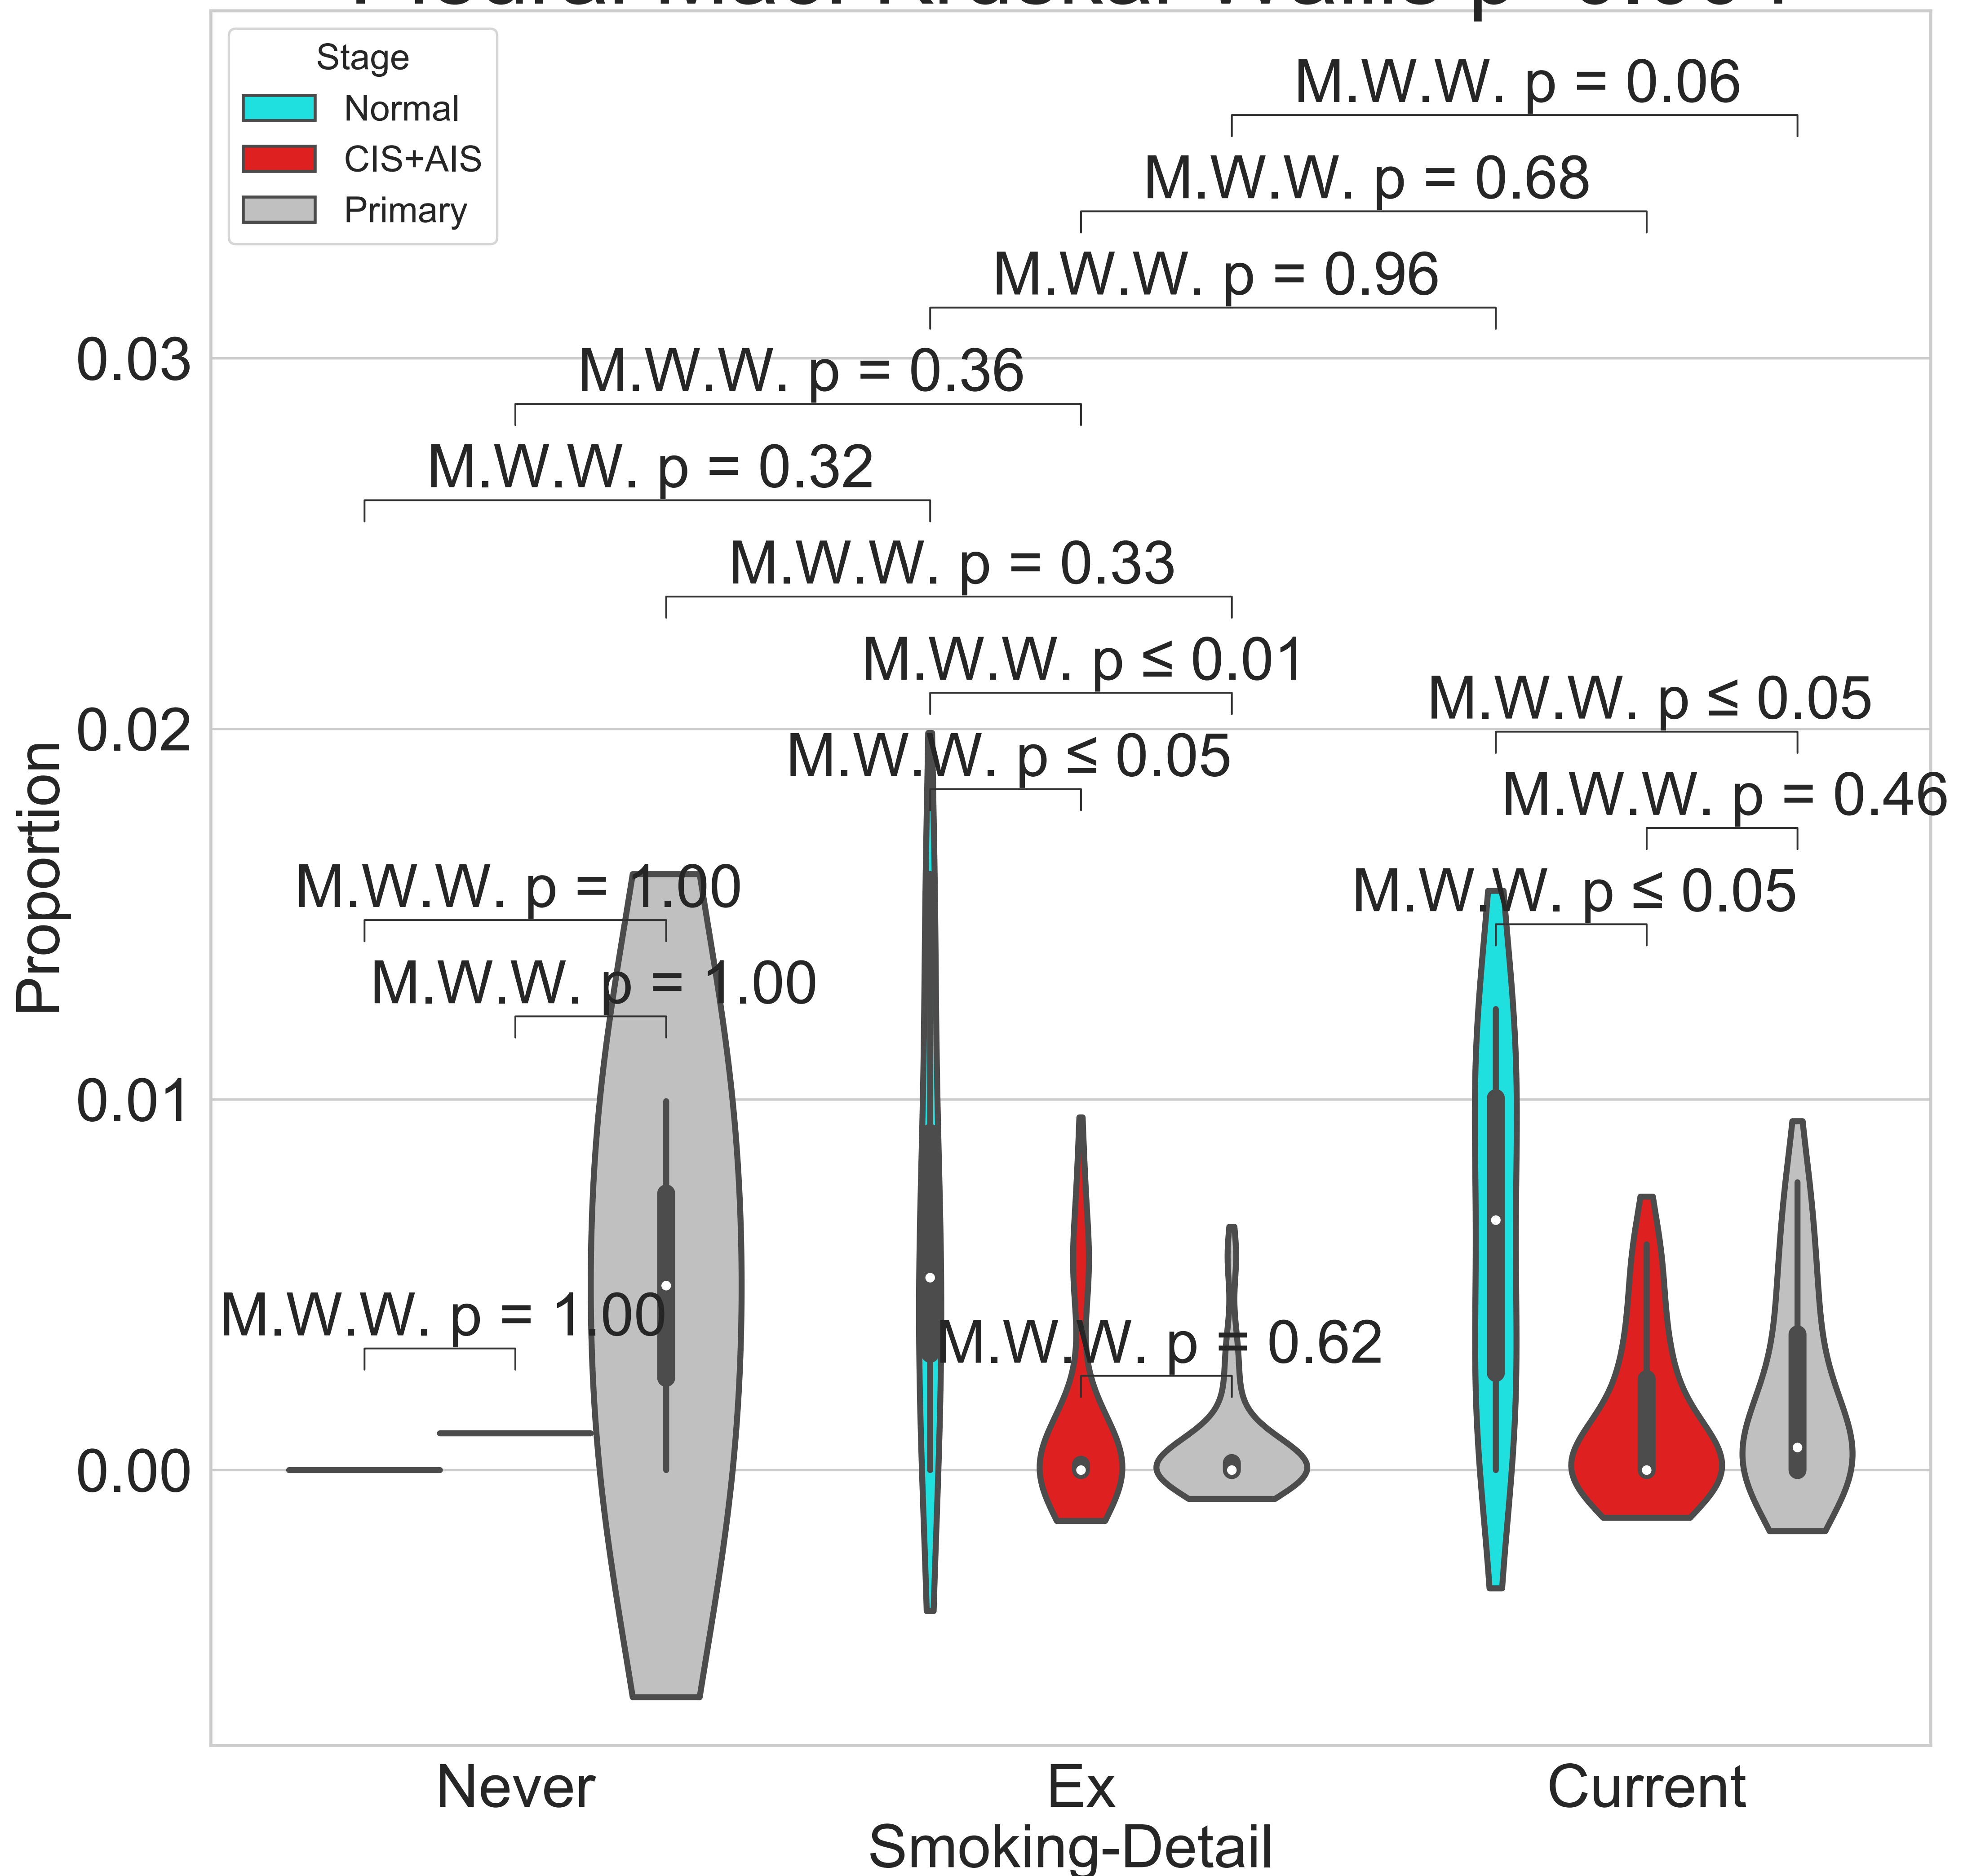 Stage
Normal
CIS+AIS
Primary
M.W.W. p = 0.06
M.W.W. p = 0.68
M.W.W. p = 0.96
0.03
M.W.W. p = 0.36
M.W.W. p = 0.32
M.W.W. p = 0.33
M.W.W. p ≤ 0.01
M.W.W. p ≤ 0.05
0.02
M.W.W. p ≤ 0.05
M.W.W. p = 0.46
M.W.W. p = 1.00
M.W.W. p ≤ 0.05
M.W.W. p = 1.00
Proportion
0.01
M.W.W. p = 1.00
M.W.W. p = 0.62
0.00
Never
Ex
Current
Smoking-Detail